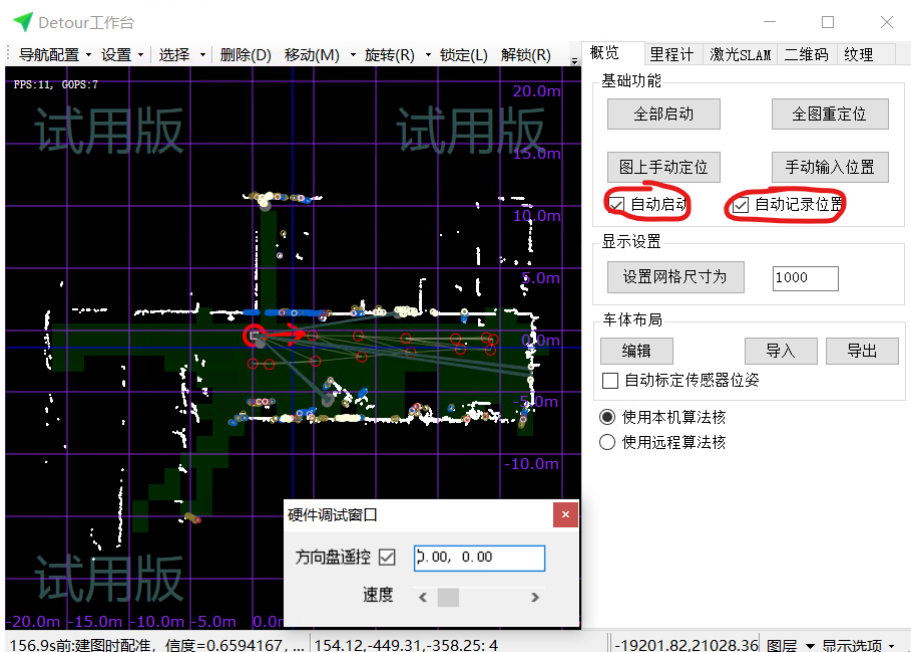 Detour工作台
导航配置 设置 选择 删除(D) 移动(M) 旋转(R) 锁定(L) 解锁(R)
概览 里程计 激光SLAM 二维码 纹理
FPS:11, GOPS:7
试用版 试用版
20.0m
15.0m
10.0m
5.0m
0.0m
-5.0m
-10.0m
试用版
-20.0m -15.0m -10.0m -5.0m 0.0m
基础功能
全部启动 全图重定位
图上手动定位 手动输入位置
自动启动 自动记录位置
显示设置
设置网格尺寸为 1000
车体布局
编辑 导入 导出
自动标定传感器位姿
使用本机算法核
使用远程算法核
硬件调试窗口
方向盘遥控 0.00, 0.00
速度
156.9s前:建图时配准, 信度=0.6594167, ... 154.12,-449.31,-358.25: 4 -19201.82,21028.36 图层 显示选项